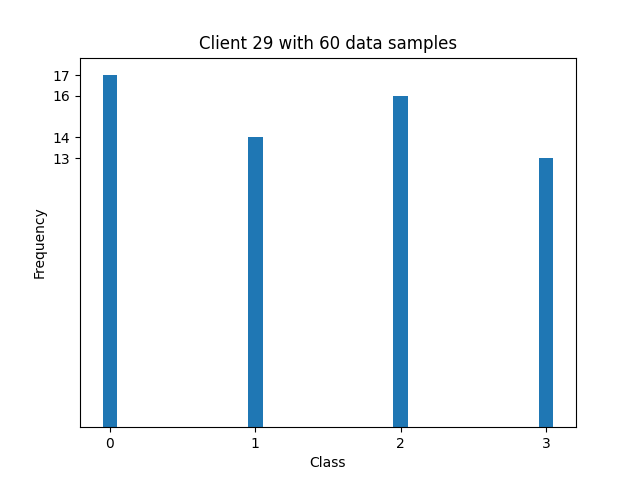 Client 29 with 60 data samples
17
16
14
13
Frequency
0 1 2 3
Class